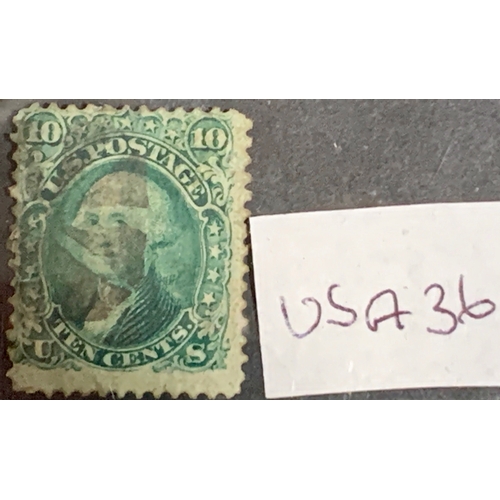 10 10
U.S. POSTAGE
TEN CENTS.
U S
USA 36